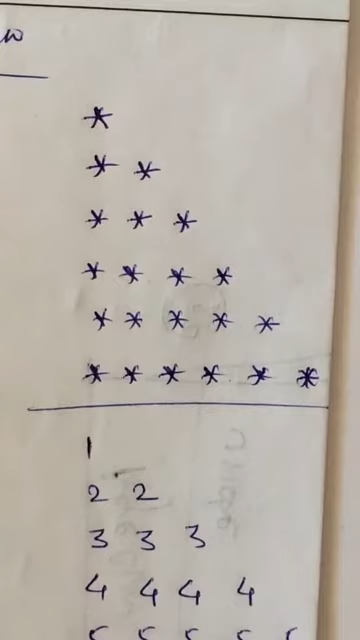 *
* *
* * *
* * * *
* * * * *
* * * * * *
1
2 2
3 3 3
4 4 4 4